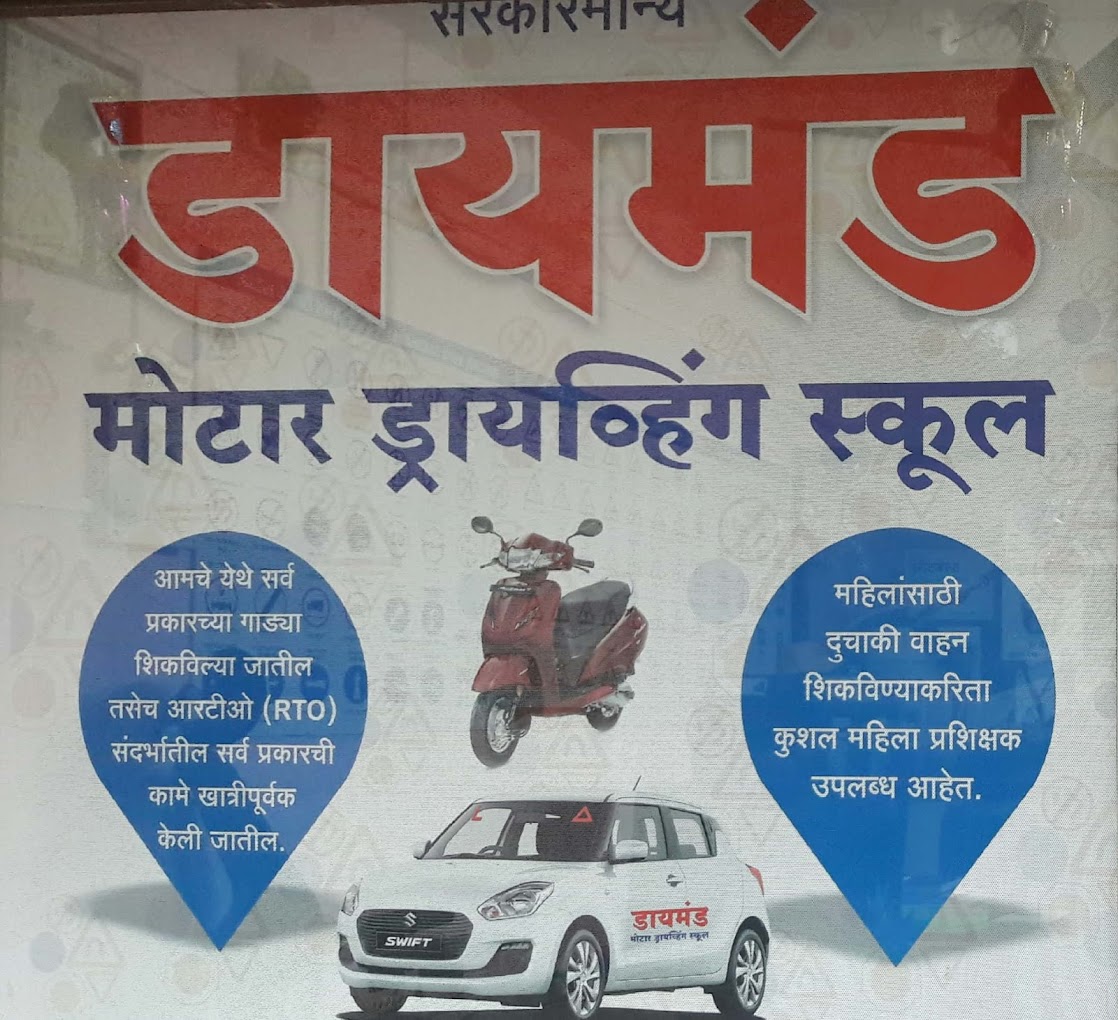 सरकारमान्य
डायमंड
मोटार ड्रायव्हिंग स्कूल
आमचे येथे सर्व
प्रकारच्या गाड्या
शिकविल्या जातील
तसेच आरटीओ (RTO)
संदर्भातील सर्व प्रकारची
कामे खात्रीपूर्वक
केली जातील.
महिलांसाठी
दुचाकी वाहन
शिकविण्याकरिता
कुशल महिला प्रशिक्षक
उपलब्ध आहेत.
डायमंड
मोटार ड्रायव्हिंग स्कूल
SWIFT